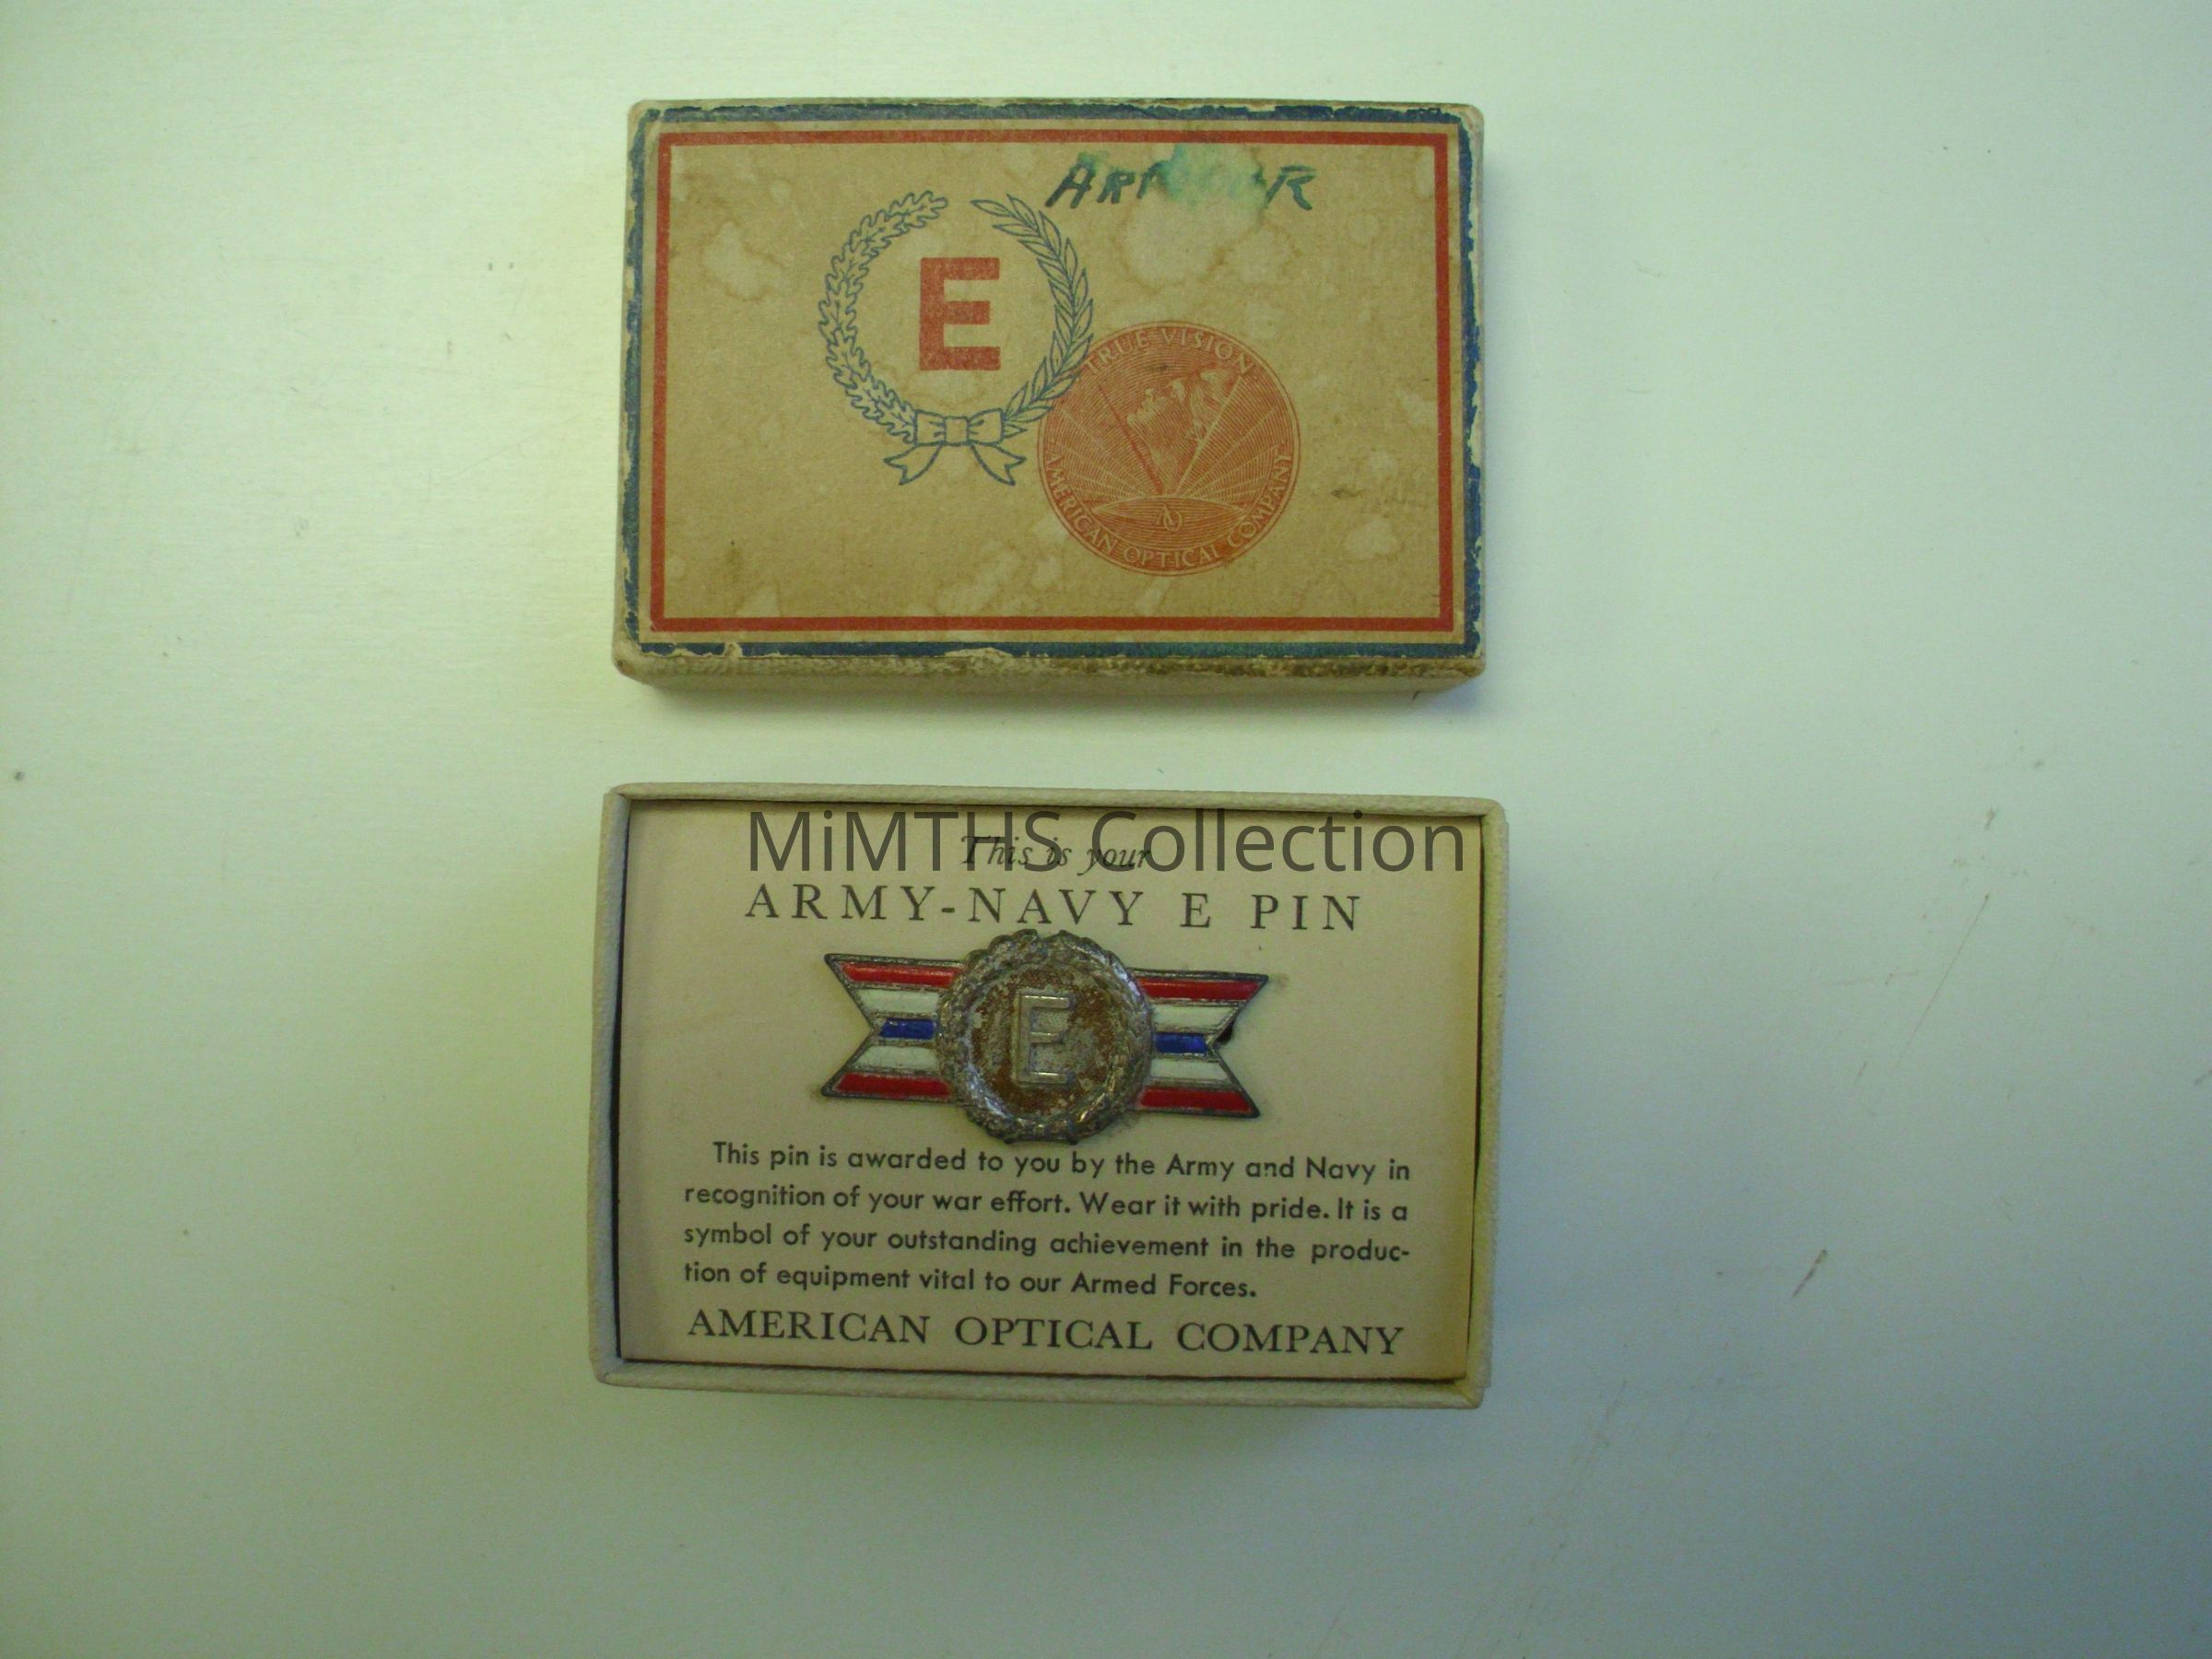 E
TRUE VISION
AMERICAN OPTICAL COMPANY
AO
MiMTHS Collection
This is your
ARMY-NAVY E PIN
E
This pin is awarded to you by the Army and Navy in
recognition of your war effort. Wear it with pride. It is a
symbol of your outstanding achievement in the produc-
tion of equipment vital to our Armed Forces.
AMERICAN OPTICAL COMPANY